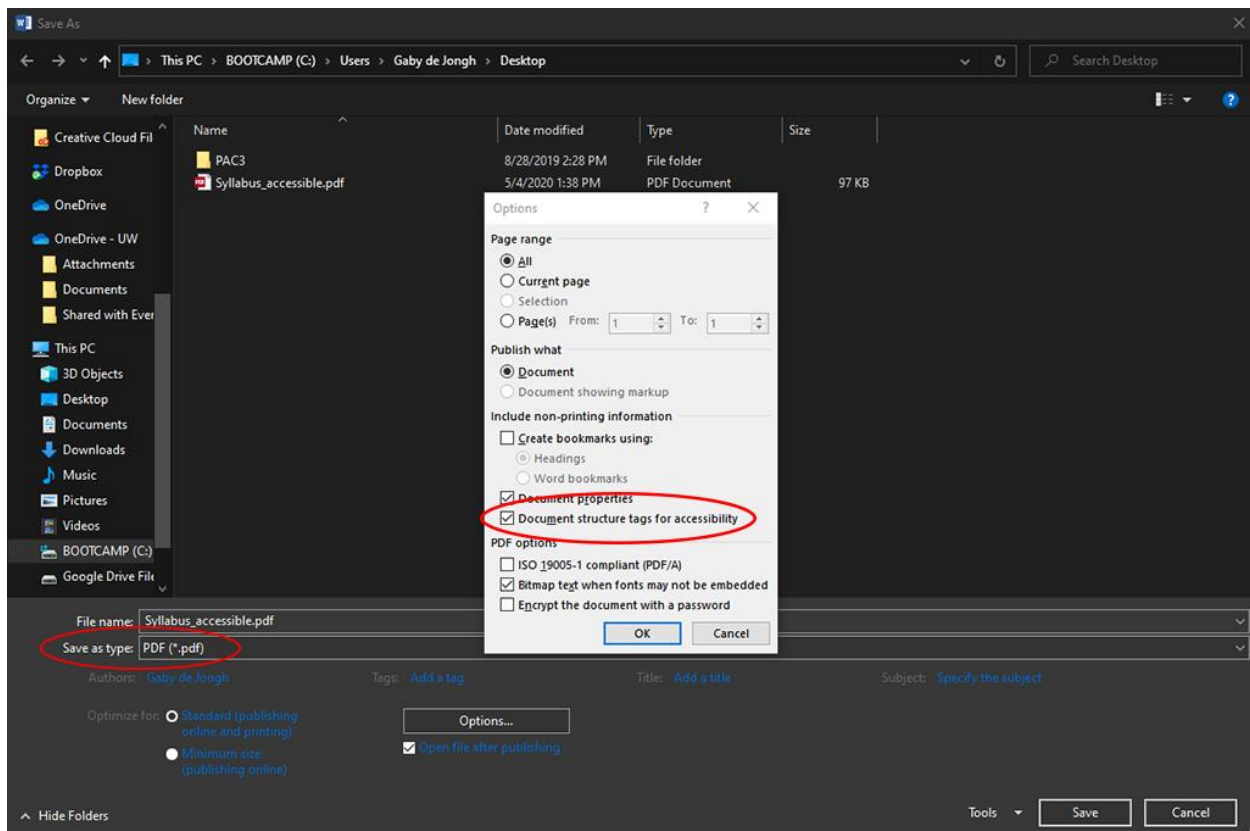 Save As
This PC › BOOTCAMP (C:) › Users › Gaby de Jongh › Desktop
Search Desktop
Organize
New folder
Name
Date modified
Type
Size
PAC3
8/28/2019 2:28 PM
File folder
Syllabus_accessible.pdf
5/4/2020 1:38 PM
PDF Document
97 KB
Creative Cloud Fil
Dropbox
OneDrive
OneDrive - UW
Attachments
Documents
Shared with Ever
This PC
3D Objects
Desktop
Documents
Downloads
Music
Pictures
Videos
BOOTCAMP (C:)
Google Drive File
Options
?
Page range
All
Current page
Selection
Page(s) From: 1 To: 1
Publish what
Document
Document showing markup
Include non-printing information
Create bookmarks using:
Headings
Word bookmarks
Document properties
Document structure tags for accessibility
PDF options
ISO 19005-1 compliant (PDF/A)
Bitmap text when fonts may not be embedded
Encrypt the document with a password
OK Cancel
File name: Syllabus_accessible.pdf
Save as type: PDF (*.pdf)
Authors: Gaby de Jongh
Tags: Add a tag
Title: Add a title
Subject: Specify the subject
Optimize for: Standard (publishing
online and printing)
Minimum size
(publishing online)
Options...
Open file after publishing
Hide Folders
Tools
Save
Cancel